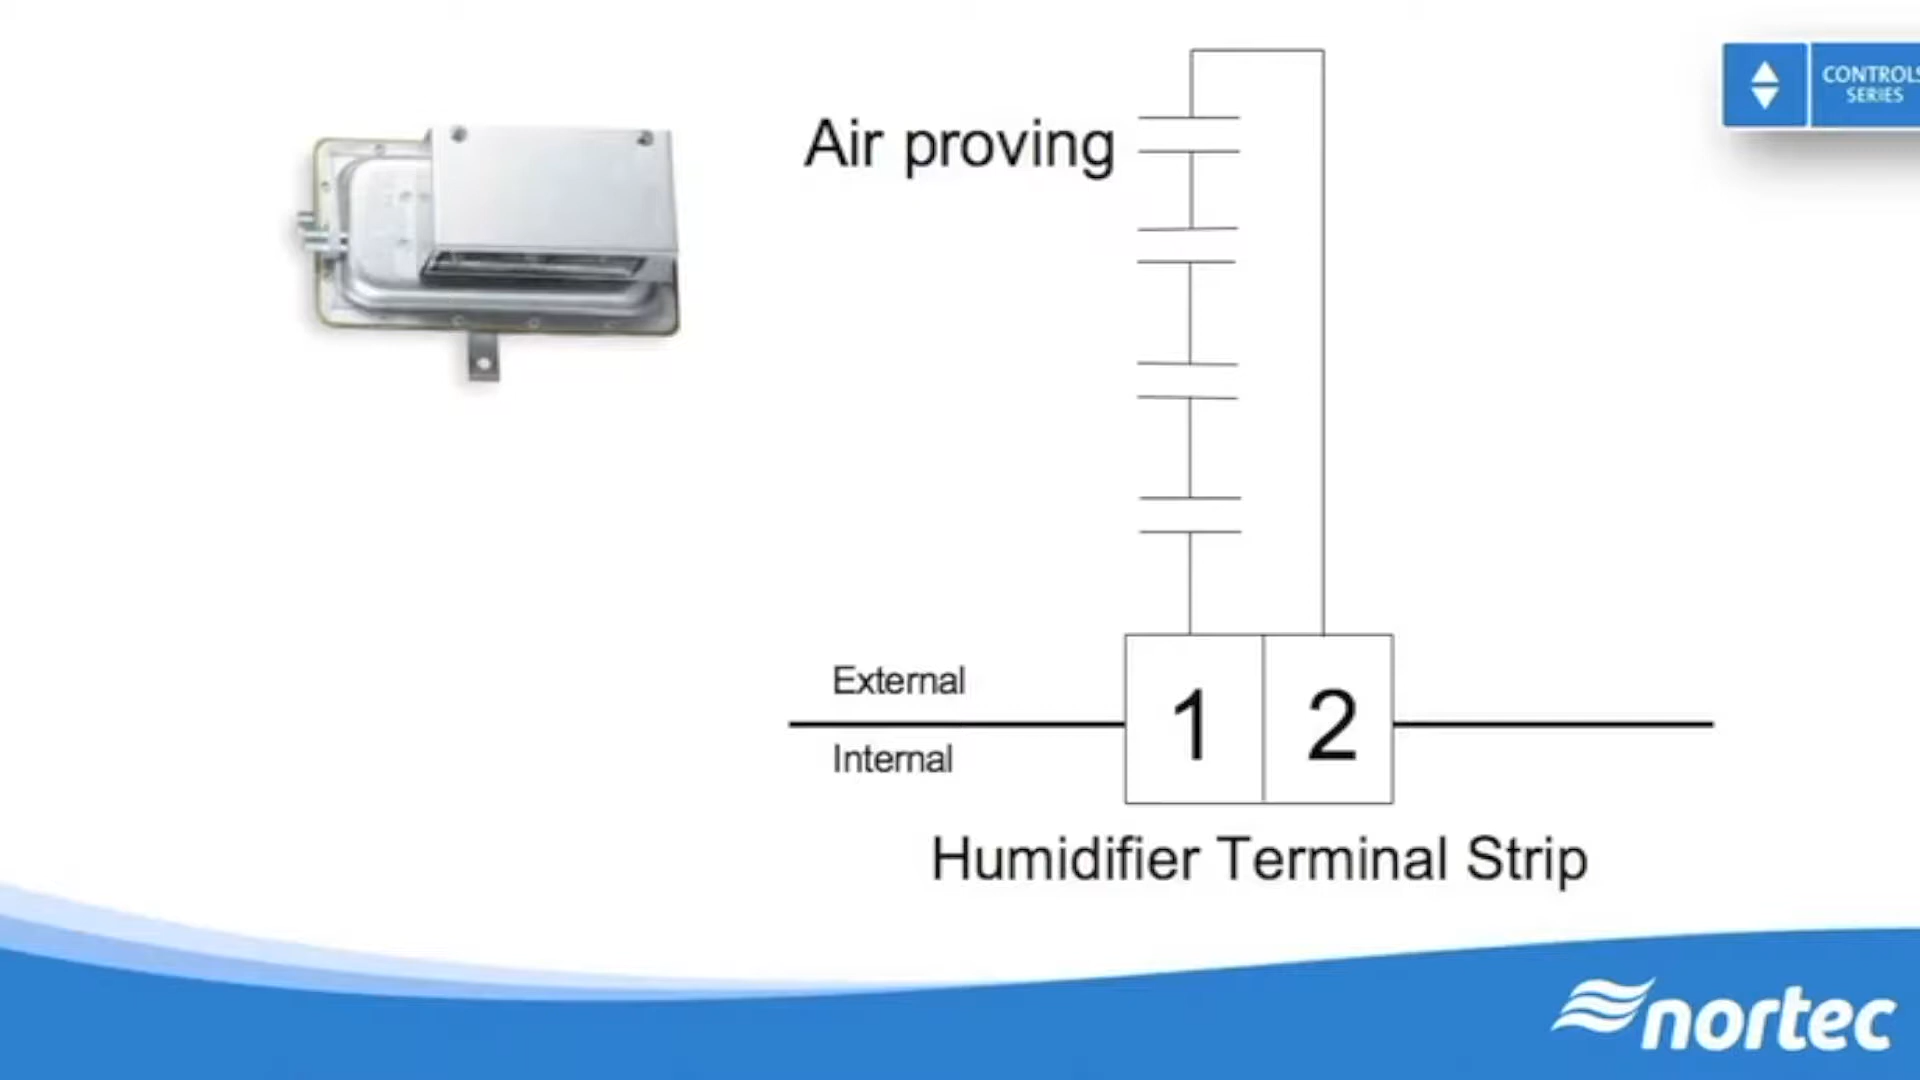 CONTROLS
SERIES
Air proving
External
1 2
Internal
Humidifier Terminal Strip
nortec